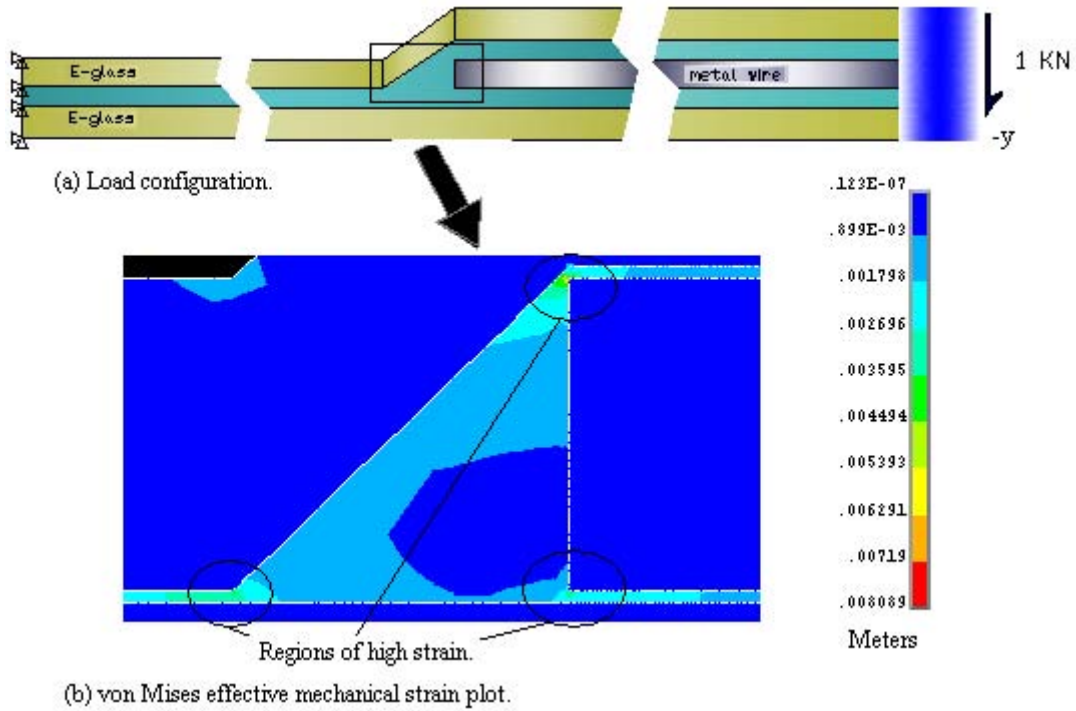 E-glass
metal wire
1 KN
E-glass
-y
(a) Load configuration.
.123E-07
.899E-03
.001798
.002696
.003595
.004494
.005393
.006291
.00719
.008089
Meters
Regions of high strain.
(b) von Mises effective mechanical strain plot.